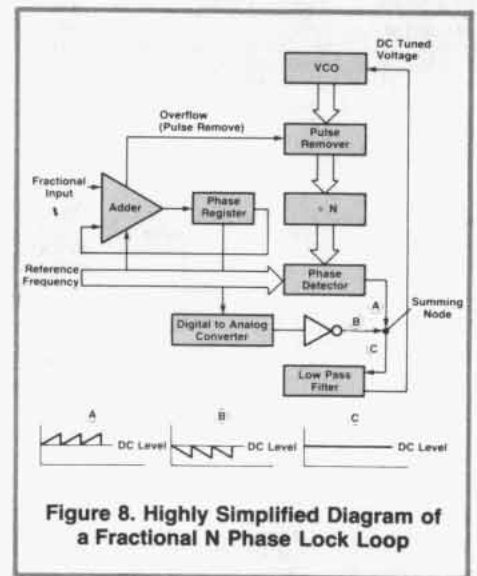 DC Tuned
Voltage
VCO
Overflow
(Pulse Remove)
Pulse
Remover
Fractional
Input
Adder
Phase
Register
÷ N
Reference
Frequency
Phase
Detector
A
Summing
Node
Digital to Analog
Converter
B
C
Low Pass
Filter
A
DC Level
B
DC Level
C
DC Level
Figure 8. Highly Simplified Diagram of
a Fractional N Phase Lock Loop